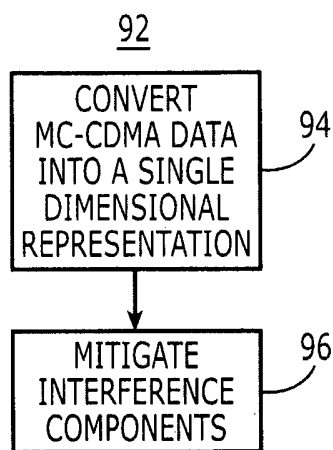 92
CONVERT
MC-CDMA DATA
INTO A SINGLE
DIMENSIONAL
REPRESENTATION
94
MITIGATE
INTERFERENCE
COMPONENTS
96